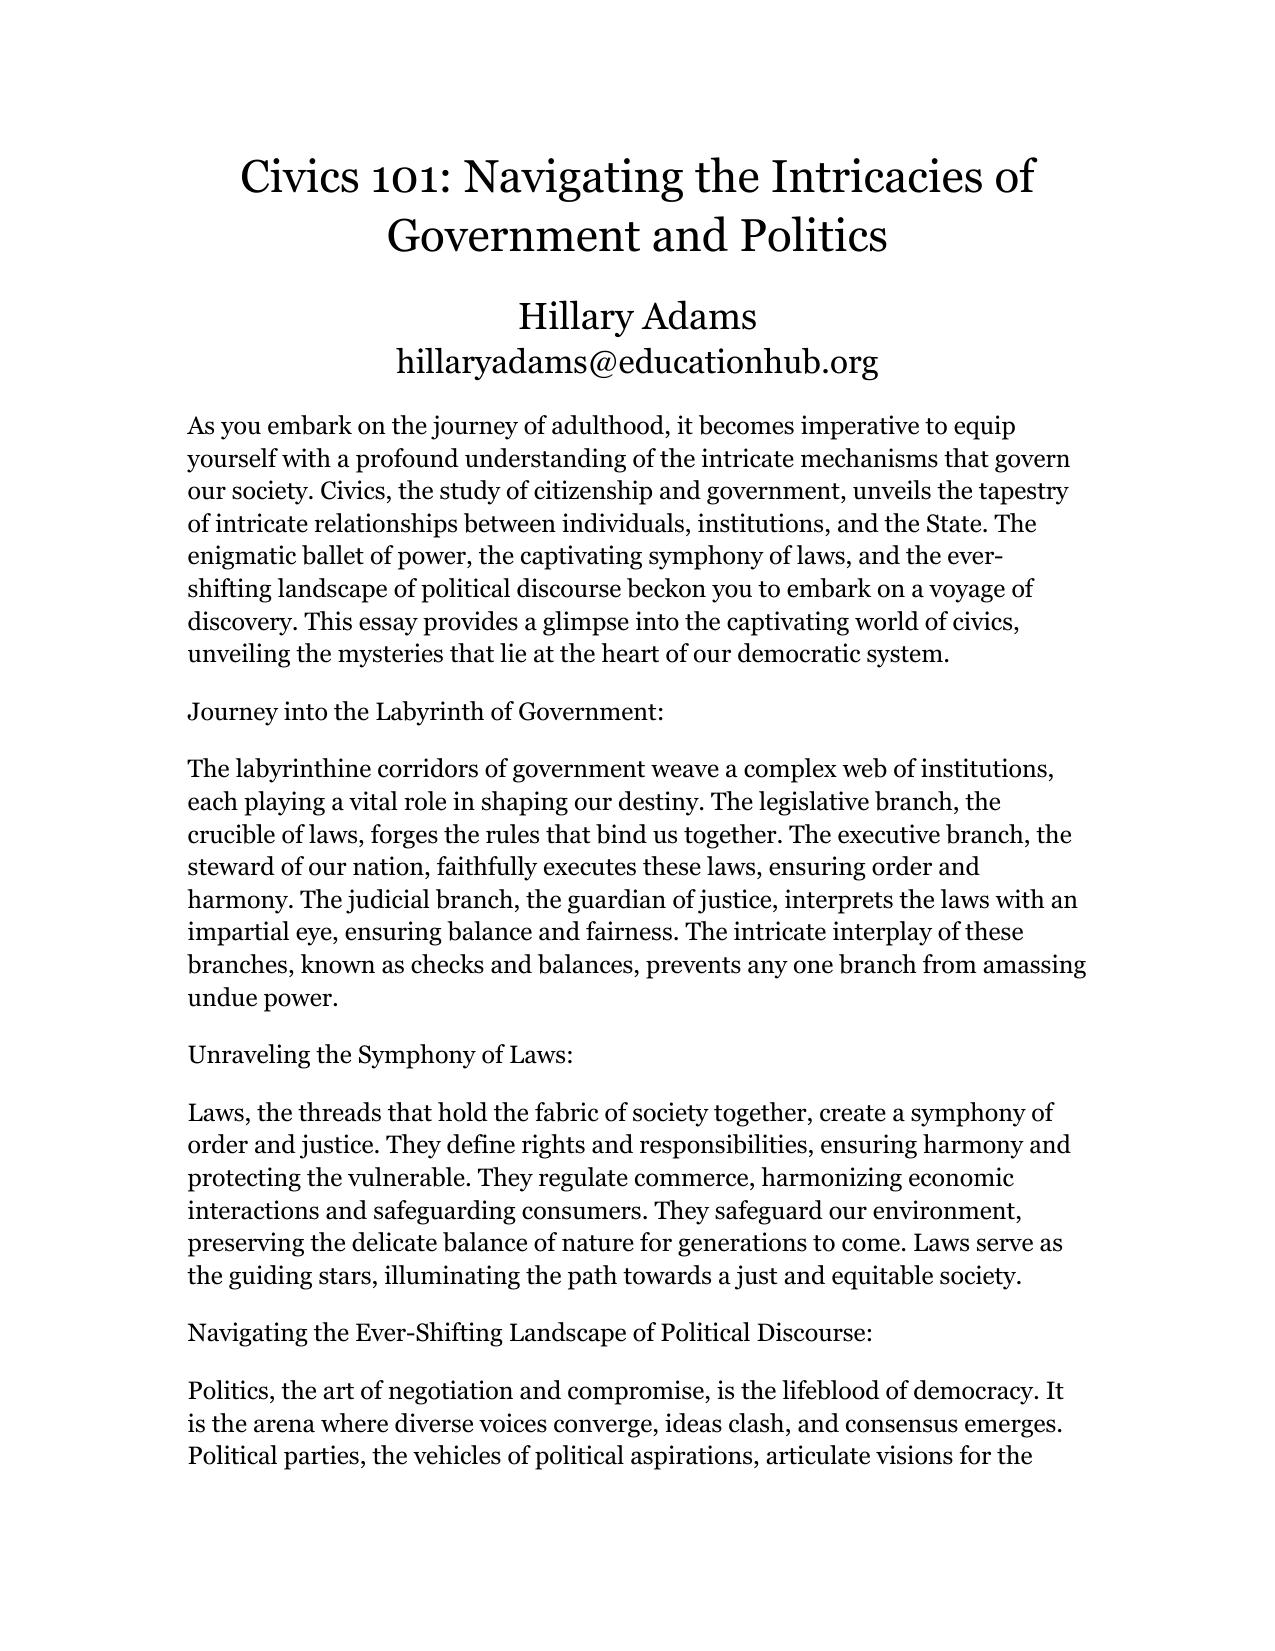 Civics 101: Navigating the Intricacies of
Government and Politics
Hillary Adams
hillaryadams@educationhub.org
As you embark on the journey of adulthood, it becomes imperative to equip
yourself with a profound understanding of the intricate mechanisms that govern
our society. Civics, the study of citizenship and government, unveils the tapestry
of intricate relationships between individuals, institutions, and the State. The
enigmatic ballet of power, the captivating symphony of laws, and the ever-
shifting landscape of political discourse beckon you to embark on a voyage of
discovery. This essay provides a glimpse into the captivating world of civics,
unveiling the mysteries that lie at the heart of our democratic system.
Journey into the Labyrinth of Government:
The labyrinthine corridors of government weave a complex web of institutions,
each playing a vital role in shaping our destiny. The legislative branch, the
crucible of laws, forges the rules that bind us together. The executive branch, the
steward of our nation, faithfully executes these laws, ensuring order and
harmony. The judicial branch, the guardian of justice, interprets the laws with an
impartial eye, ensuring balance and fairness. The intricate interplay of these
branches, known as checks and balances, prevents any one branch from amassing
undue power.
Unraveling the Symphony of Laws:
Laws, the threads that hold the fabric of society together, create a symphony of
order and justice. They define rights and responsibilities, ensuring harmony and
protecting the vulnerable. They regulate commerce, harmonizing economic
interactions and safeguarding consumers. They safeguard our environment,
preserving the delicate balance of nature for generations to come. Laws serve as
the guiding stars, illuminating the path towards a just and equitable society.
Navigating the Ever-Shifting Landscape of Political Discourse:
Politics, the art of negotiation and compromise, is the lifeblood of democracy. It
is the arena where diverse voices converge, ideas clash, and consensus emerges.
Political parties, the vehicles of political aspirations, articulate visions for the